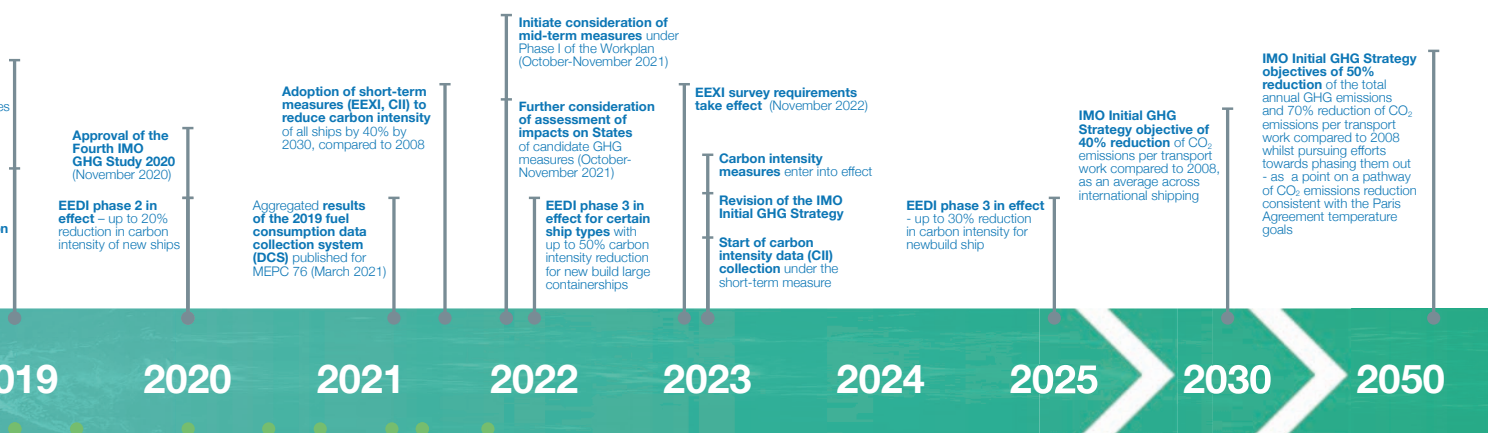 es
n
Approval of the
Fourth IMO
GHG Study 2020
(November 2020)
EEDI phase 2 in
effect – up to 20%
reduction in carbon
intensity of new ships
Adoption of short-term
measures (EEXI, CII) to
reduce carbon intensity
of all ships by 40% by
2030, compared to 2008
Aggregated results
of the 2019 fuel
consumption data
collection system
(DCS) published for
MEPC 76 (March 2021)
Initiate consideration of
mid-term measures under
Phase I of the Workplan
(October-November 2021)
Further consideration
of assessment of
impacts on States
of candidate GHG
measures (October-
November 2021)
EEDI phase 3 in
effect for certain
ship types with
up to 50% carbon
intensity reduction
for new build large
containerships
EEXI survey requirements
take effect (November 2022)
Carbon intensity
measures enter into effect
Revision of the IMO
Initial GHG Strategy
Start of carbon
intensity data (CII)
collection under the
short-term measure
EEDI phase 3 in effect
- up to 30% reduction
in carbon intensity for
newbuild ship
IMO Initial GHG
Strategy objective of
40% reduction of CO₂
emissions per transport
work compared to 2008,
as an average across
international shipping
IMO Initial GHG Strategy
objectives of 50%
reduction of the total
annual GHG emissions
and 70% reduction of CO₂
emissions per transport
work compared to 2008
whilst pursuing efforts
towards phasing them out
- as a point on a pathway
of CO₂ emissions reduction
consistent with the Paris
Agreement temperature
goals
019 2020 2021 2022 2023 2024 2025 2030 2050